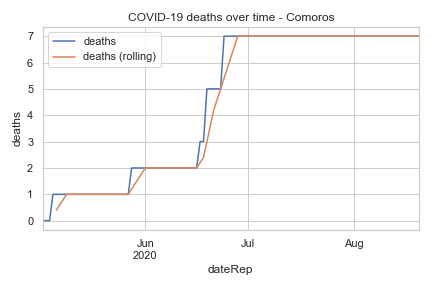 COVID-19 deaths over time - Comoros
deaths
deaths (rolling)
7
6
5
4
3
2
1
0
deaths
Jun
2020
Jul
Aug
dateRep